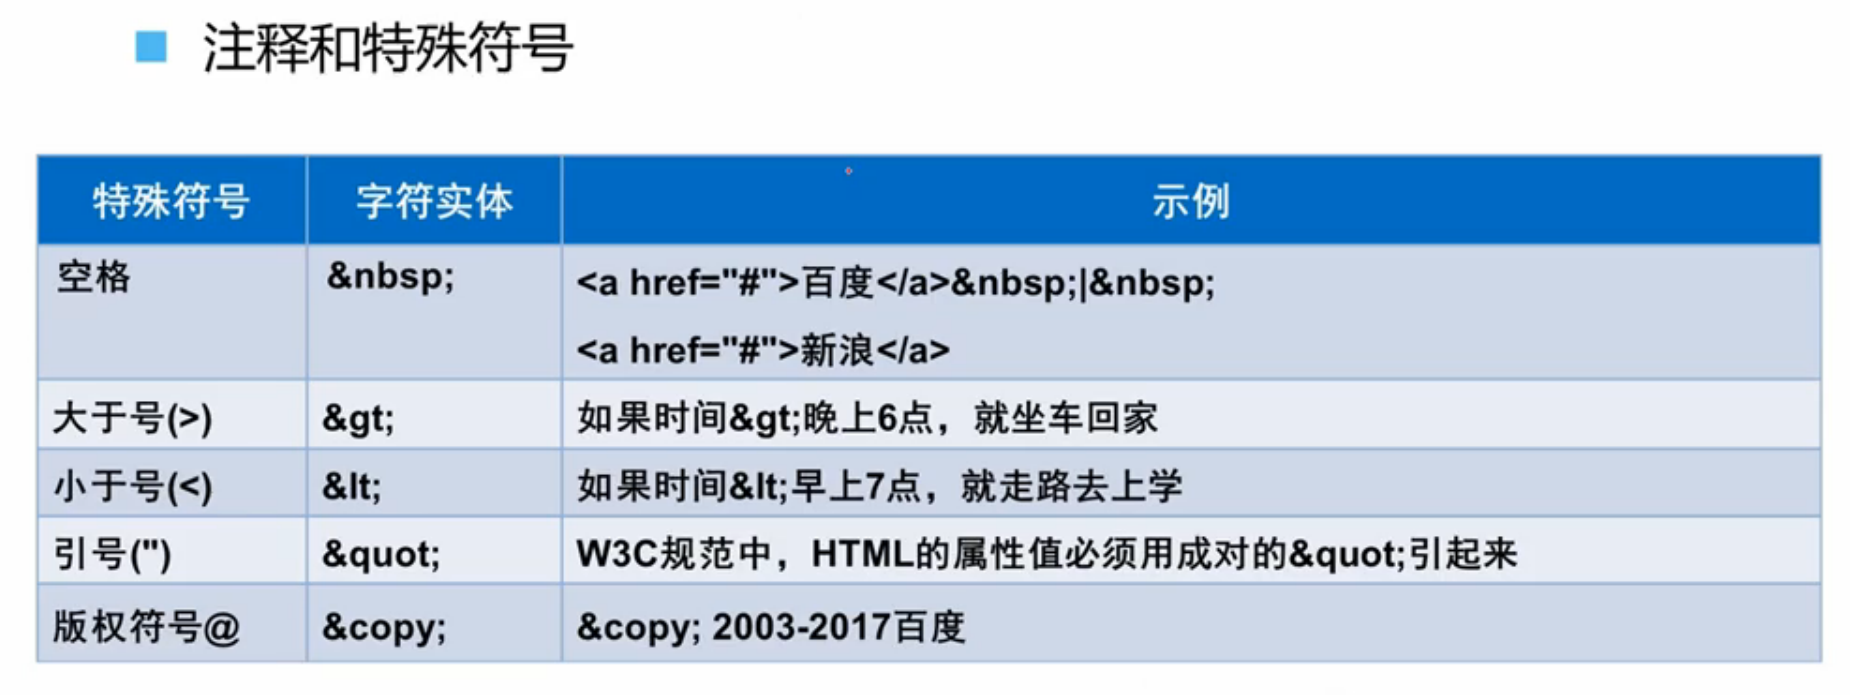 注释和特殊符号
特殊符号 字符实体 示例
空格 &nbsp; <a href="#">百度</a>&nbsp;|&nbsp;
<a href="#">新浪</a>
大于号(>) &gt; 如果时间&gt;晚上6点，就坐车回家
小于号(<) &lt; 如果时间&lt;早上7点，就走路去上学
引号(") &quot; W3C规范中，HTML的属性值必须用成对的&quot;引起来
版权符号@ &copy; &copy; 2003-2017百度